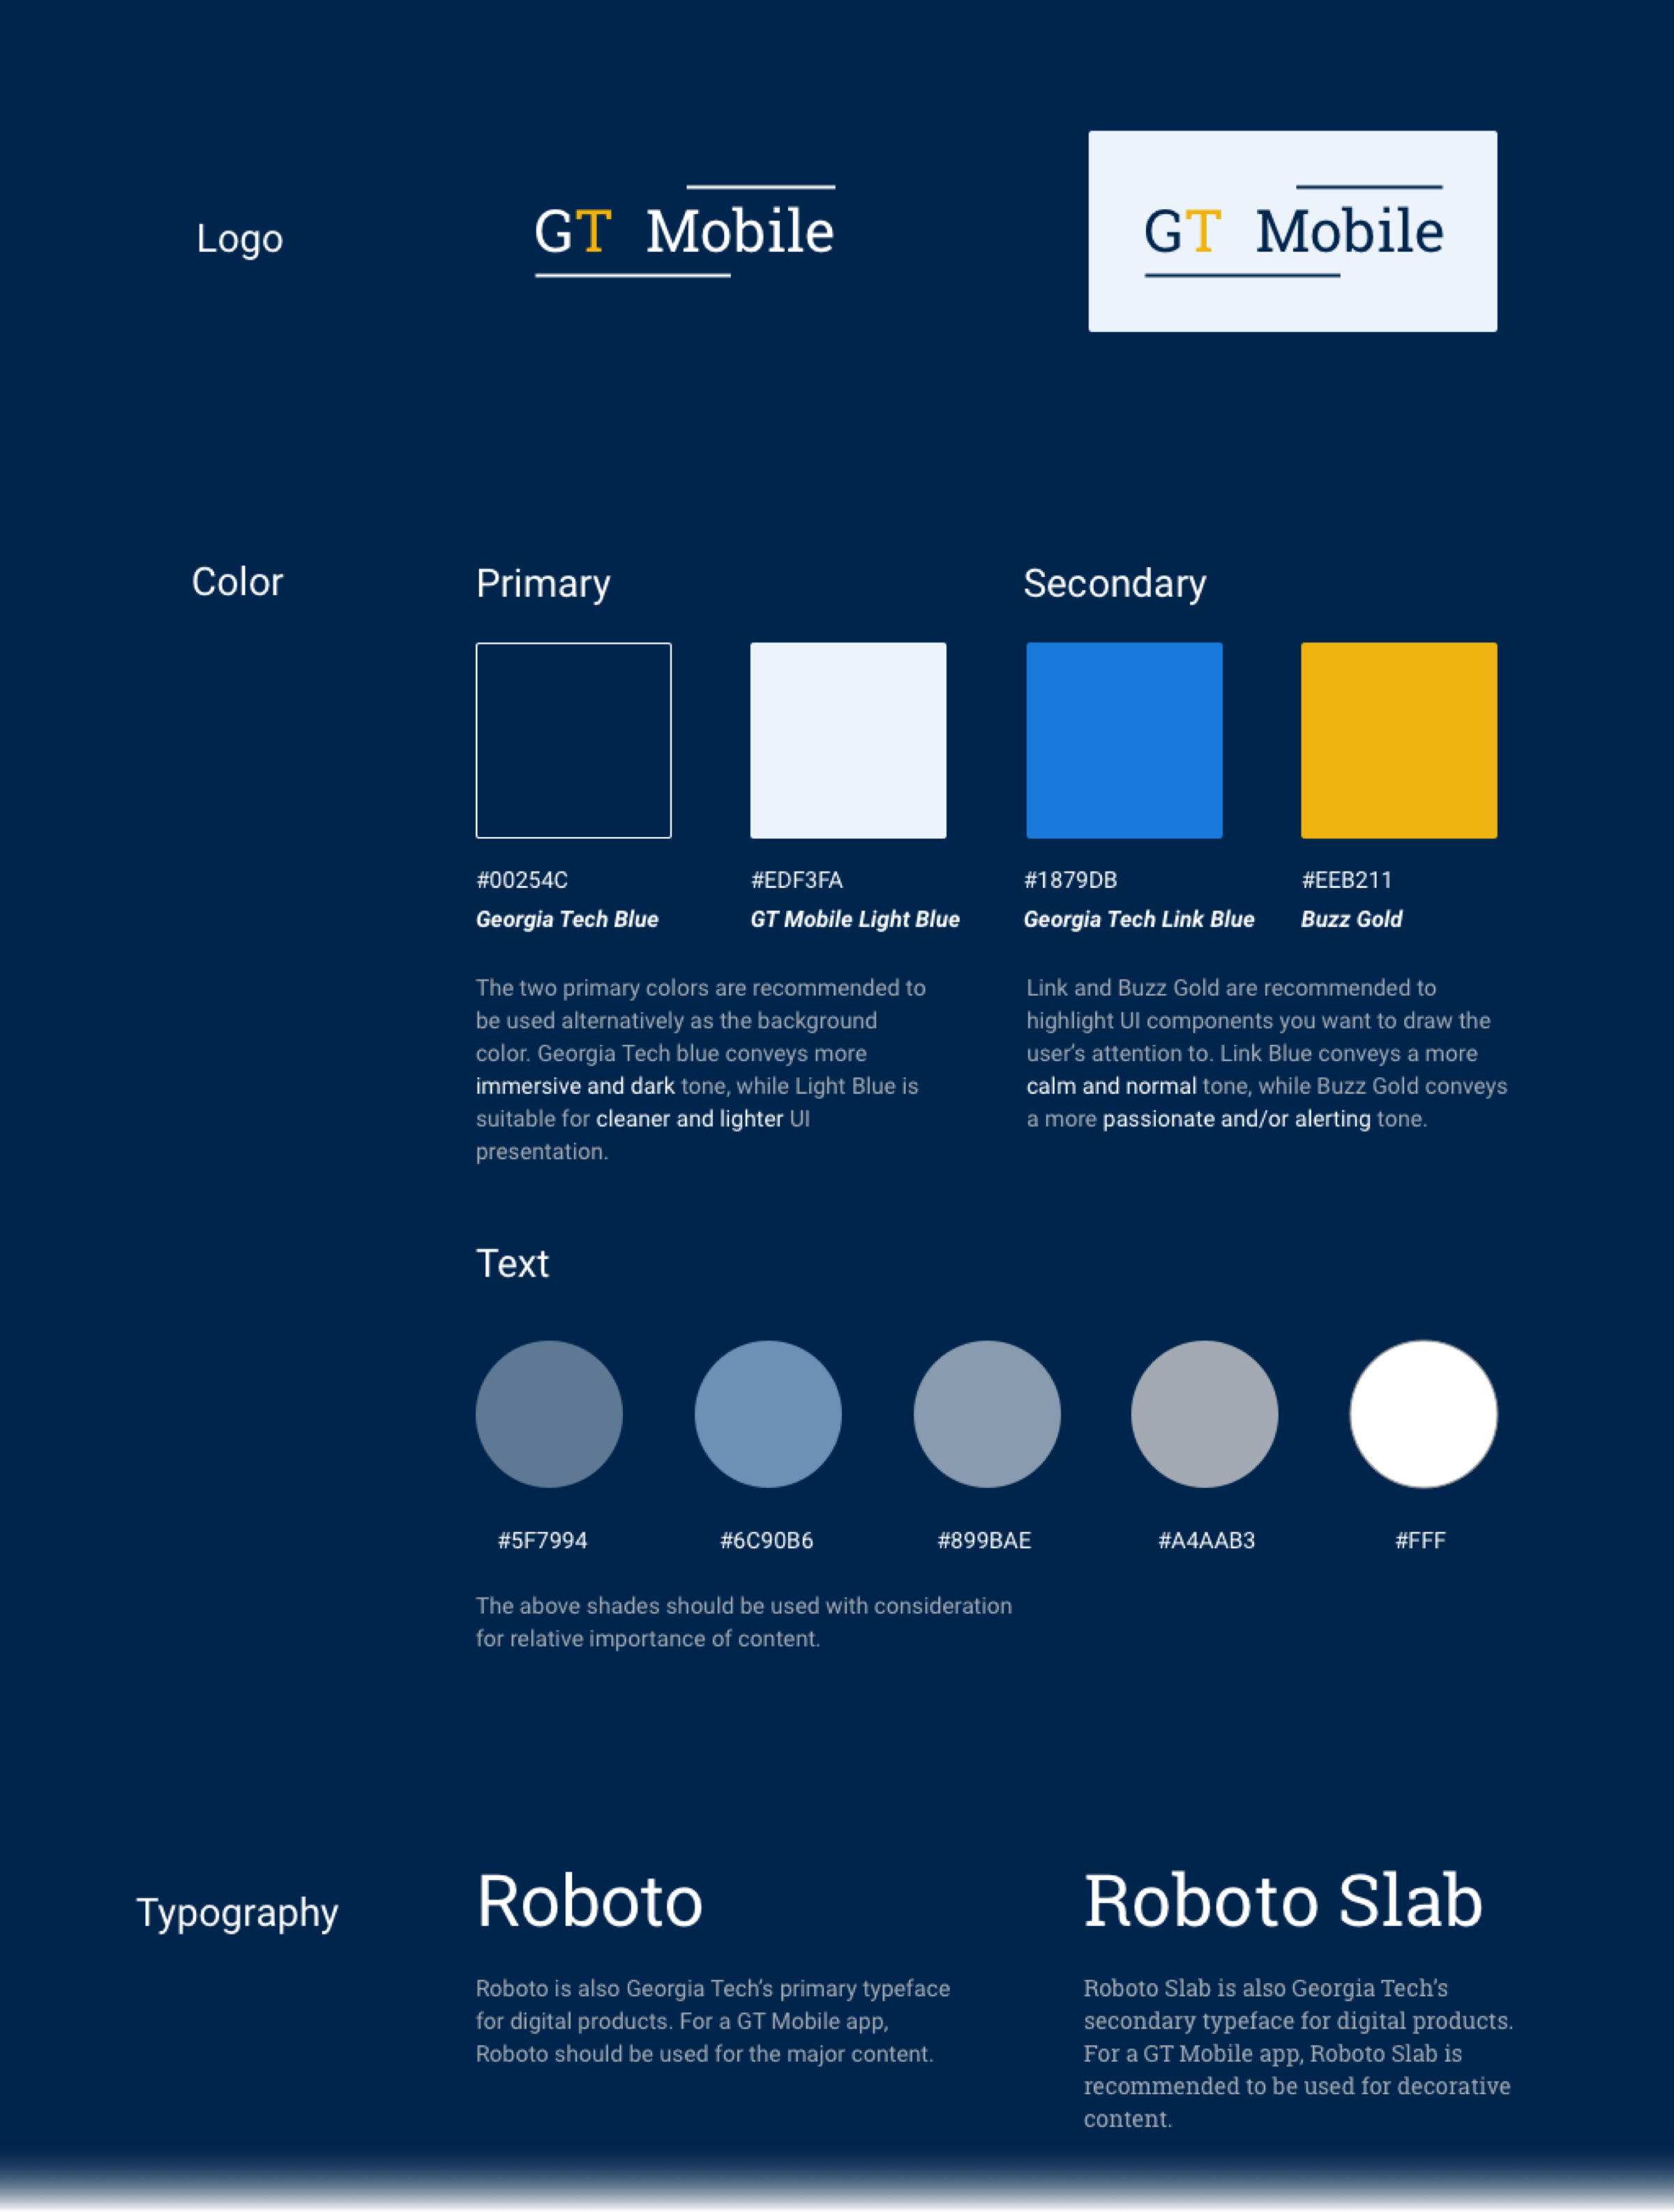 Logo
GT Mobile
GT Mobile
Color
Primary
Secondary
#00254C
#EDF3FA
#1879DB
#EEB211
Georgia Tech Blue
GT Mobile Light Blue
Georgia Tech Link Blue
Buzz Gold
The two primary colors are recommended to
be used alternatively as the background
color. Georgia Tech blue conveys more
immersive and dark tone, while Light Blue is
suitable for cleaner and lighter UI
presentation.
Link and Buzz Gold are recommended to
highlight UI components you want to draw the
user's attention to. Link Blue conveys a more
calm and normal tone, while Buzz Gold conveys
a more passionate and/or alerting tone.
Text
#5F7994
#6C90B6
#899BAE
#A4AAB3
#FFF
The above shades should be used with consideration
for relative importance of content.
Typography
Roboto
Roboto is also Georgia Tech's primary typeface
for digital products. For a GT Mobile app,
Roboto should be used for the major content.
Roboto Slab
Roboto Slab is also Georgia Tech's
secondary typeface for digital products.
For a GT Mobile app, Roboto Slab is
recommended to be used for decorative
content.